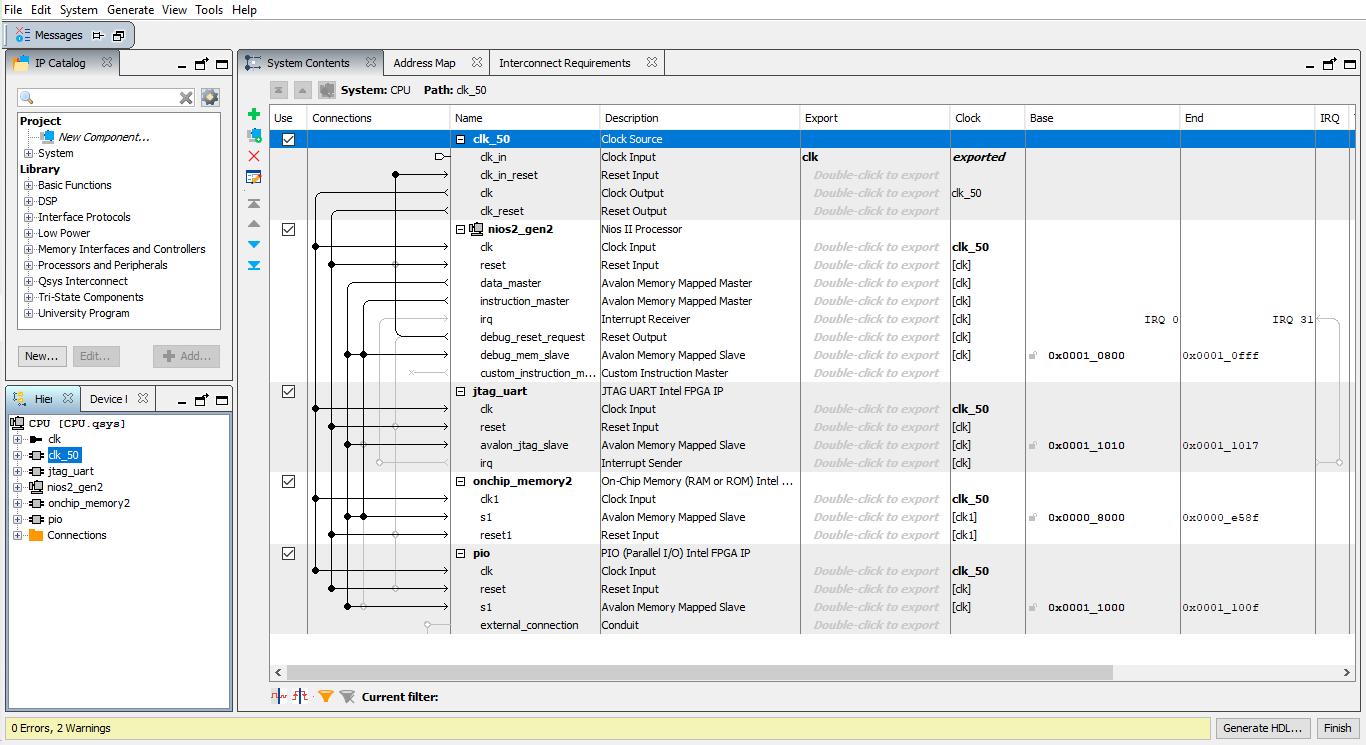 File Edit System Generate View Tools Help
Messages
IP Catalog
Project
New Component...
System
Library
Basic Functions
DSP
Interface Protocols
Low Power
Memory Interfaces and Controllers
Processors and Peripherals
Qsys Interconnect
Tri-State Components
University Program
New... Edit... Add...
Hier Device
CPU [CPU.qsys]
clk
clk_50
jtag_uart
nios2_gen2
onchip_memory2
pio
Connections
System Contents Address Map Interconnect Requirements
System: CPU Path: clk_50
Use Connections Name Description Export Clock Base End IRQ
clk_50 Clock Source
clk_in Clock Input clk exported
clk_in_reset Reset Input Double-click to export
clk Clock Output Double-click to export clk_50
clk_reset Reset Output Double-click to export
nios2_gen2 Nios II Processor
clk Clock Input Double-click to export clk_50
reset Reset Input Double-click to export [clk]
data_master Avalon Memory Mapped Master Double-click to export [clk]
instruction_master Avalon Memory Mapped Master Double-click to export [clk]
irq Interrupt Receiver Double-click to export [clk] IRQ 0 IRQ 31
debug_reset_request Reset Output Double-click to export [clk]
debug_mem_slave Avalon Memory Mapped Slave Double-click to export [clk] 0x0001_0800 0x0001_0fff
custom_instruction_m... Custom Instruction Master Double-click to export
jtag_uart JTAG UART Intel FPGA IP
clk Clock Input Double-click to export clk_50
reset Reset Input Double-click to export [clk]
avalon_jtag_slave Avalon Memory Mapped Slave Double-click to export [clk] 0x0001_1010 0x0001_1017
irq Interrupt Sender Double-click to export [clk]
onchip_memory2 On-Chip Memory (RAM or ROM) Intel ...
clk1 Clock Input Double-click to export clk_50
s1 Avalon Memory Mapped Slave Double-click to export [clk1] 0x0000_8000 0x0000_e58f
reset1 Reset Input Double-click to export [clk1]
pio PIO (Parallel I/O) Intel FPGA IP
clk Clock Input Double-click to export clk_50
reset Reset Input Double-click to export [clk]
s1 Avalon Memory Mapped Slave Double-click to export [clk] 0x0001_1000 0x0001_100f
external_connection Conduit Double-click to export
Current filter:
0 Errors, 2 Warnings
Generate HDL... Finish